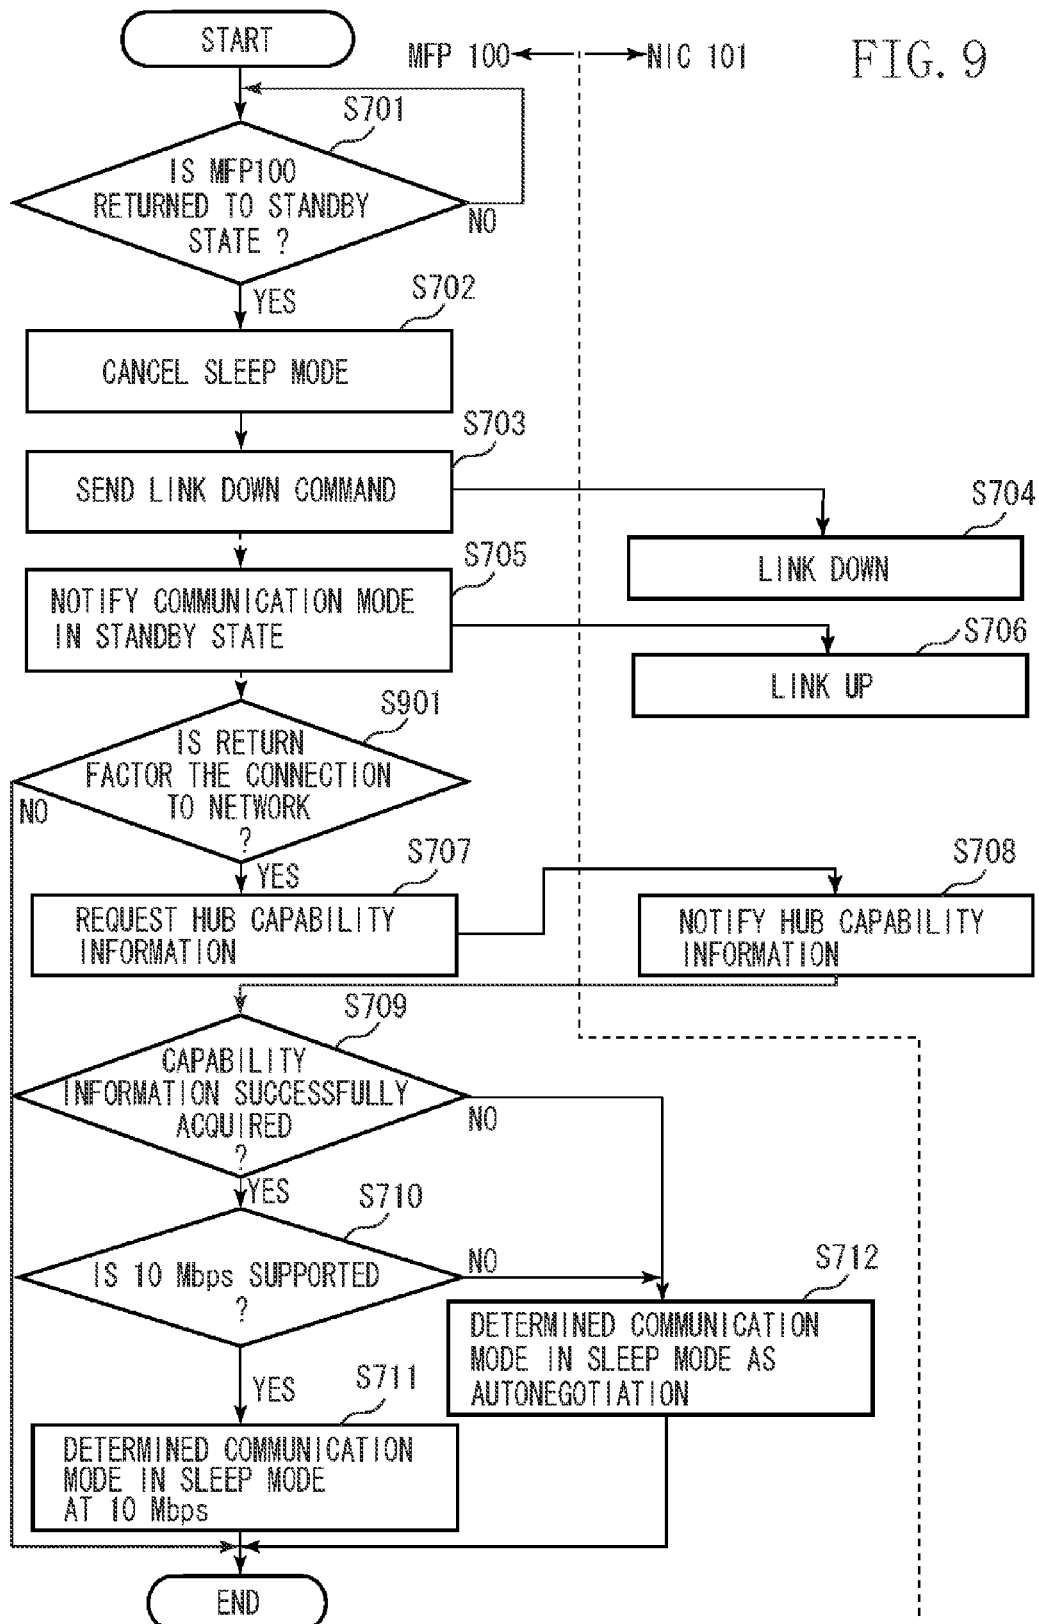 START
MFP 100
NIC 101
FIG. 9
S701
IS MFP100
RETURNED TO STANDBY
STATE ?
NO
YES
S702
CANCEL SLEEP MODE
S703
SEND LINK DOWN COMMAND
S704
LINK DOWN
S705
NOTIFY COMMUNICATION MODE
IN STANDBY STATE
S706
LINK UP
S901
IS RETURN
FACTOR THE CONNECTION
TO NETWORK
?
NO
YES
S707
REQUEST HUB CAPABILITY
INFORMATION
S708
NOTIFY HUB CAPABILITY
INFORMATION
S709
CAPABILITY
INFORMATION SUCCESSFULLY
ACQUIRED
?
NO
YES
S710
IS 10 Mbps SUPPORTED
?
NO
YES
S712
DETERMINED COMMUNICATION
MODE IN SLEEP MODE AS
AUTONEGOTIATION
S711
DETERMINED COMMUNICATION
MODE IN SLEEP MODE
AT 10 Mbps
END